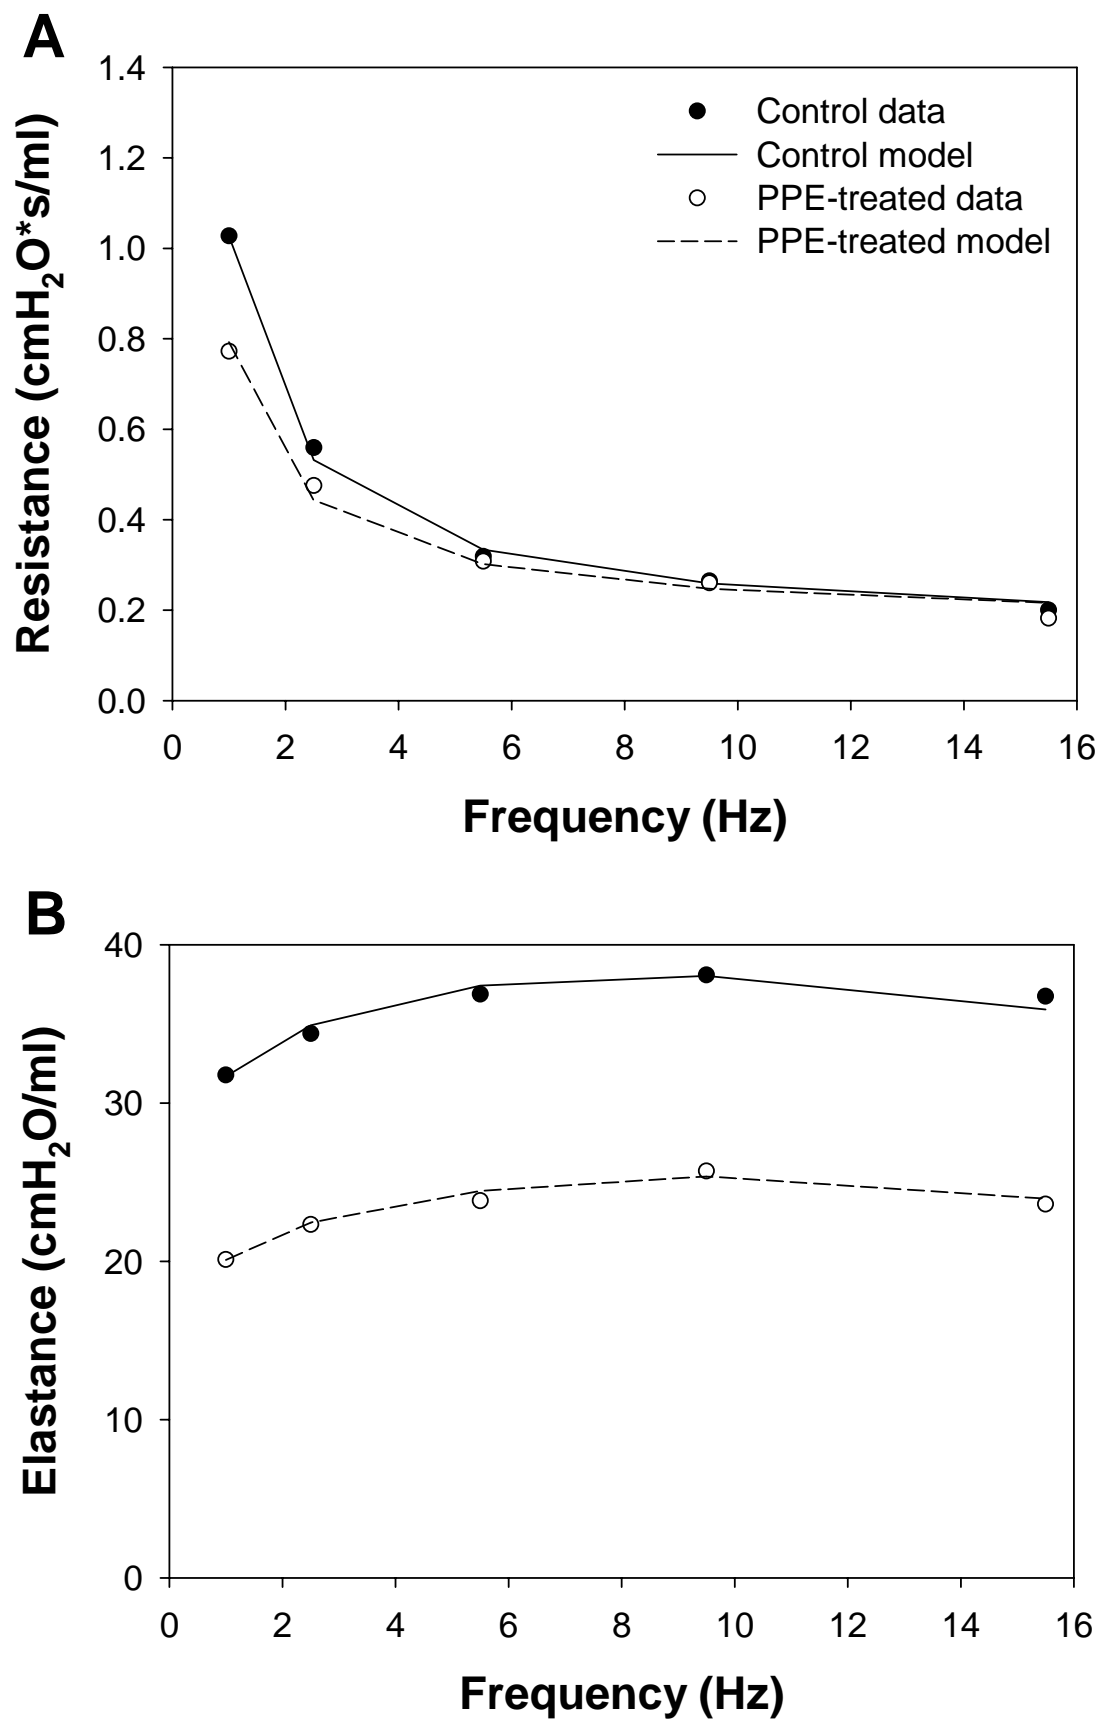 A
1.4
1.2
1.0
0.8
0.6
0.4
0.2
0.0
Resistance (cmH2O*s/ml)
Control data
Control model
PPE-treated data
PPE-treated model
0 2 4 6 8 10 12 14 16
Frequency (Hz)
B
40
30
20
10
0
Elastance (cmH2O/ml)
0 2 4 6 8 10 12 14 16
Frequency (Hz)